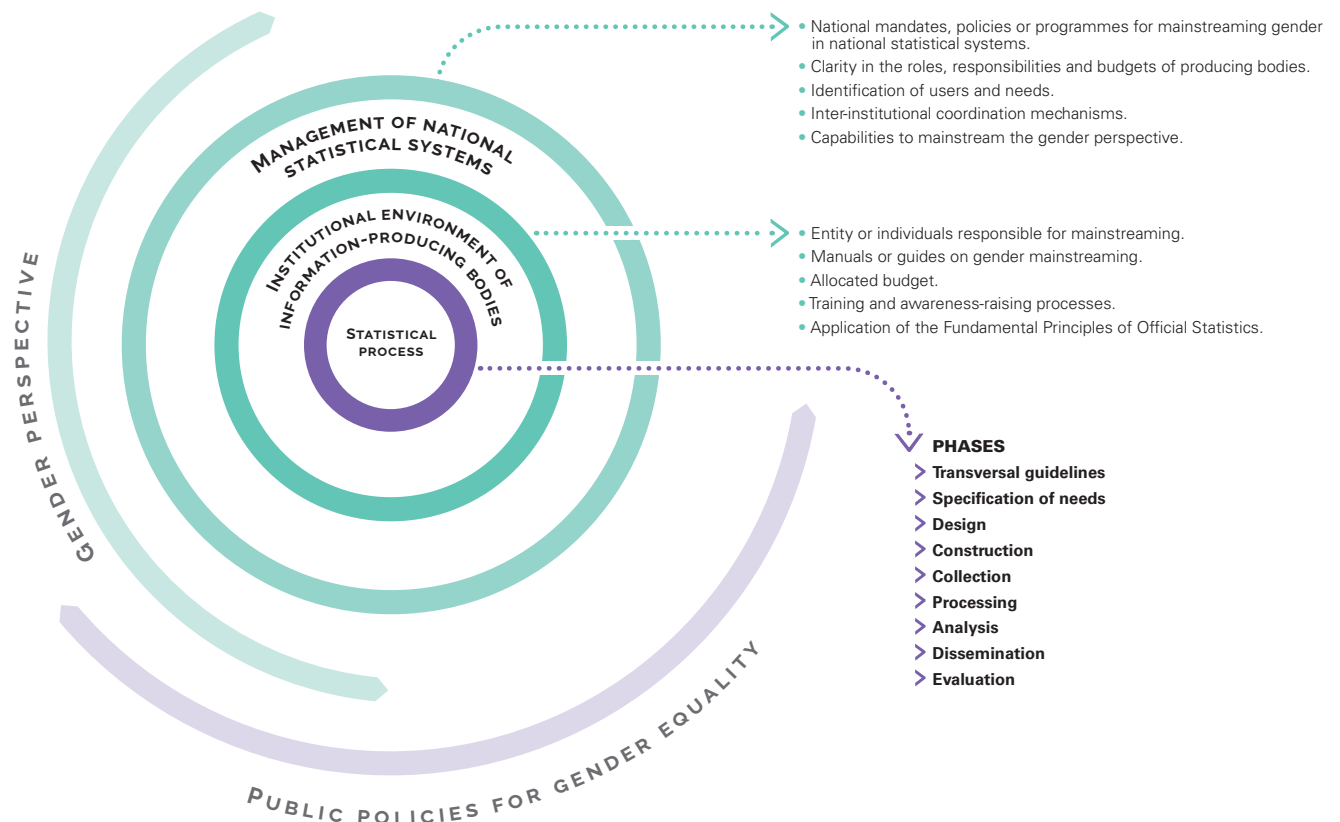 • National mandates, policies or programmes for mainstreaming gender
in national statistical systems.
• Clarity in the roles, responsibilities and budgets of producing bodies.
• Identification of users and needs.
• Inter-institutional coordination mechanisms.
• Capabilities to mainstream the gender perspective.
MANAGEMENT OF NATIONAL
STATISTICAL SYSTEMS
INSTITUTIONAL ENVIRONMENT OF
INFORMATION-PRODUCING BODIES
STATISTICAL
PROCESS
• Entity or individuals responsible for mainstreaming.
• Manuals or guides on gender mainstreaming.
• Allocated budget.
• Training and awareness-raising processes.
• Application of the Fundamental Principles of Official Statistics.
GENDER PERSPECTIVE
PHASES
Transversal guidelines
Specification of needs
Design
Construction
Collection
Processing
Analysis
Dissemination
Evaluation
PUBLIC POLICIES FOR GENDER EQUALITY